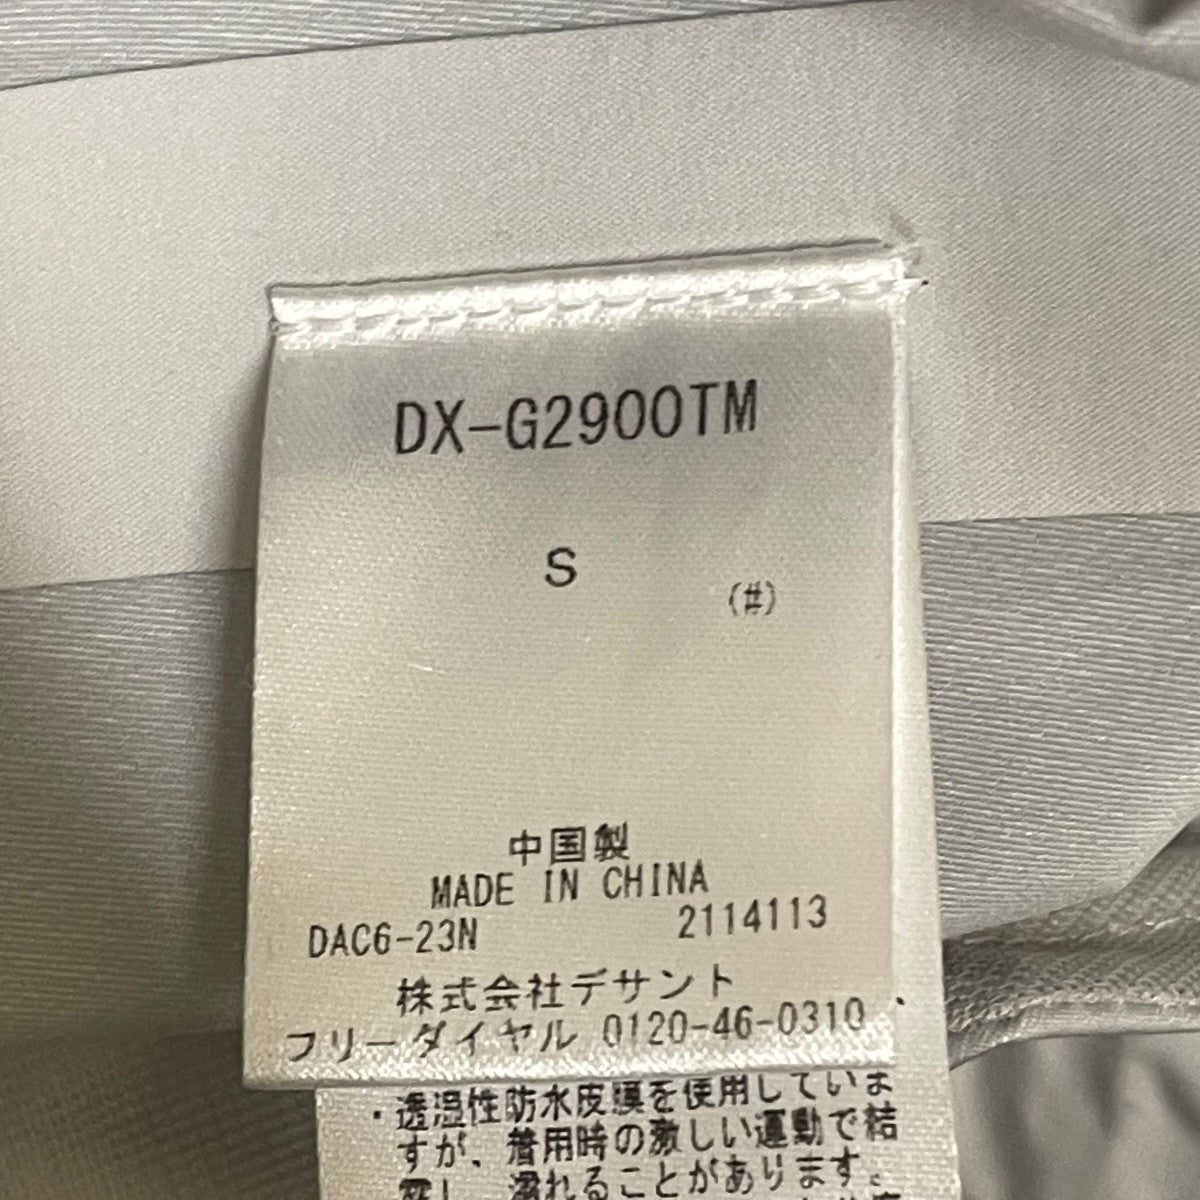 DX-G2900TM
S
(#)
中国製
MADE IN CHINA
DAC6-23N 2114113
株式会社デサント
フリーダイヤル 0120-46-0310
・透湿性防水皮膜を使用していま
すが、着用時の激しい運動で結
露し、濡れることがあります。